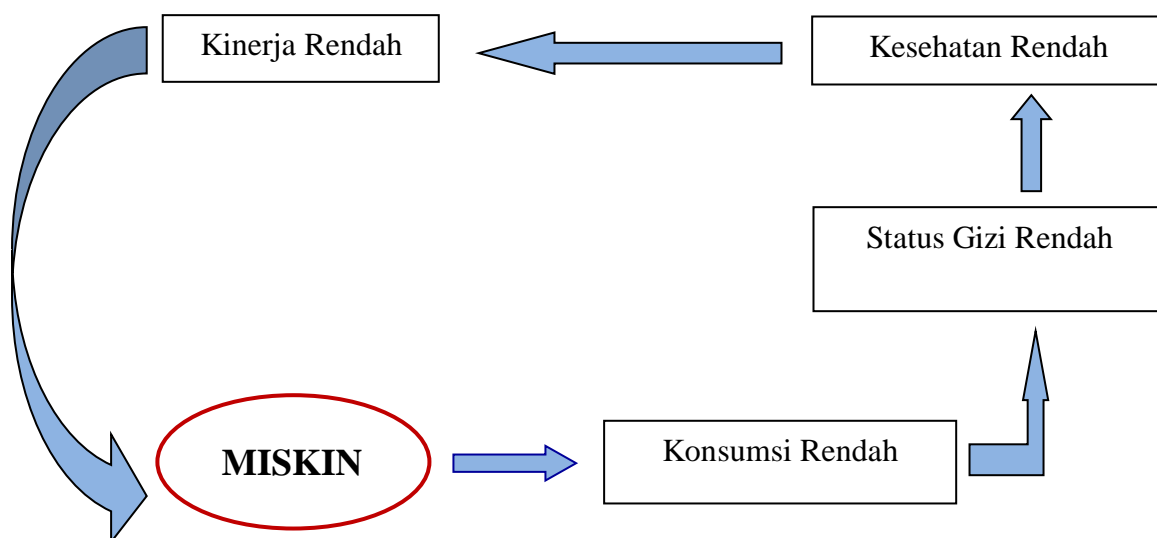 Kinerja Rendah
Kesehatan Rendah
Status Gizi Rendah
MISKIN
Konsumsi Rendah